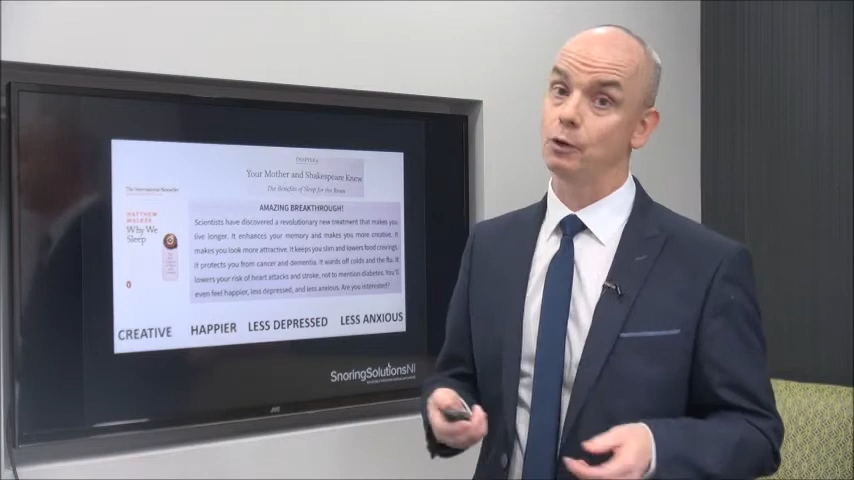 CHAPTER 6
Your Mother and Shakespeare Knew
The Benefits of Sleep for the Brain
The International Bestseller
MATTHEW
WALKER
Why We
Sleep
AMAZING BREAKTHROUGH!
Scientists have discovered a revolutionary new treatment that makes you
live longer. It enhances your memory and makes you more creative. It
makes you look more attractive. It keeps you slim and lowers food cravings.
It protects you from cancer and dementia. It wards off colds and the flu. It
lowers your risk of heart attacks and stroke, not to mention diabetes. You'll
even feel happier, less depressed, and less anxious. Are you interested?
CREATIVE HAPPIER LESS DEPRESSED LESS ANXIOUS
SnoringSolutionsNI
JVC